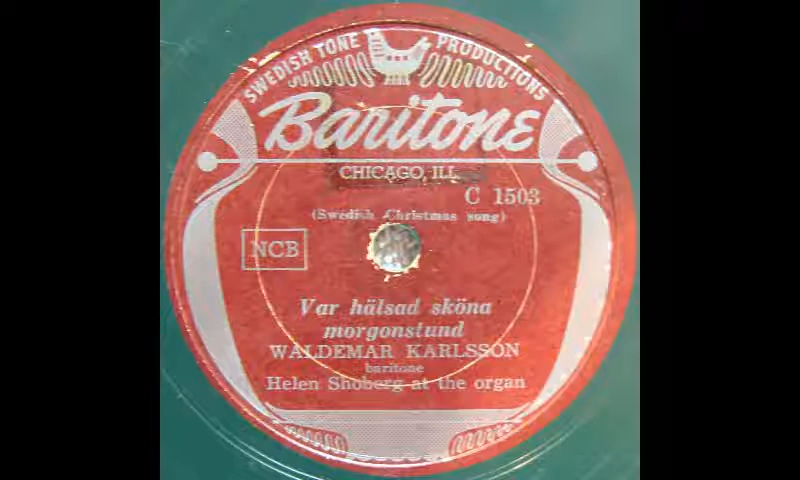 SWEDISH TONE PRODUCTIONS
Baritone
CHICAGO, ILL.
C 1503
(Swedish Christmas song)
NCB
Var hälsad sköna
morgonstund
WALDEMAR KARLSSON
baritone
Helen Shoberg at the organ